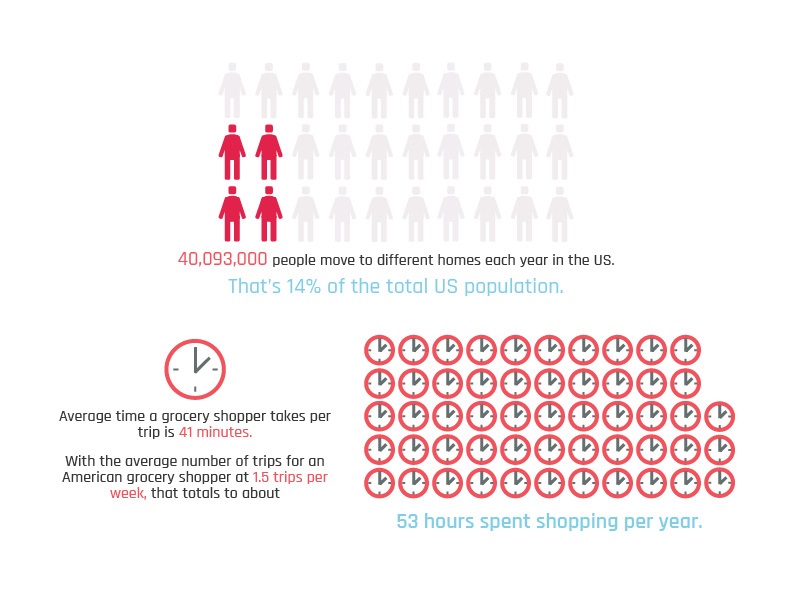 40,093,000 people move to different homes each year in the US.
That's 14% of the total US population.
Average time a grocery shopper takes per
trip is 41 minutes.
With the average number of trips for an
American grocery shopper at 1.5 trips per
week, that totals to about
53 hours spent shopping per year.